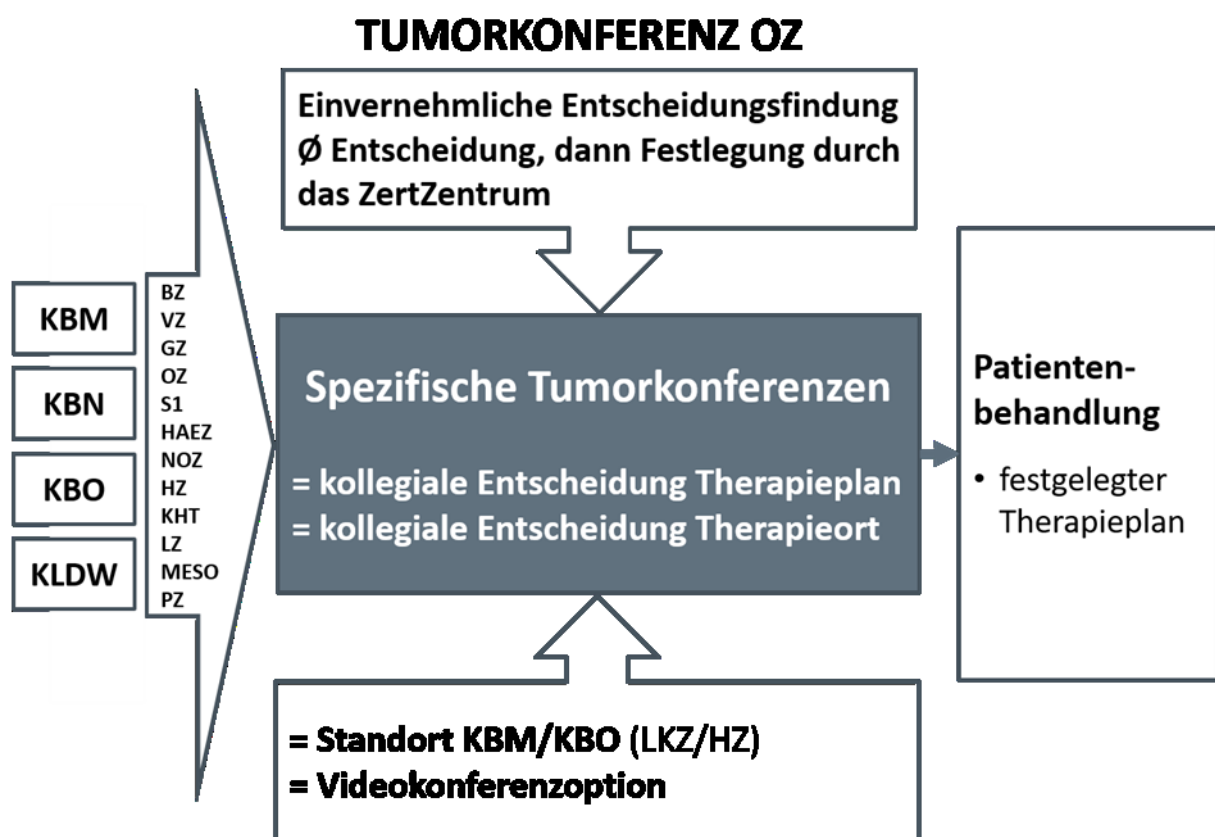 TUMORKONFERENZ OZ
Einvernehmliche Entscheidungsfindung
Ø Entscheidung, dann Festlegung durch
das ZertZentrum
KBM
KBN
KBO
KLDW
BZ
VZ
GZ
OZ
S1
HAEZ
NOZ
HZ
KHT
LZ
MESO
PZ
Spezifische Tumorkonferenzen
= kollegiale Entscheidung Therapieplan
= kollegiale Entscheidung Therapieort
Patienten-
behandlung
• festgelegter
Therapieplan
= Standort KBM/KBO (LKZ/HZ)
= Videokonferenzoption